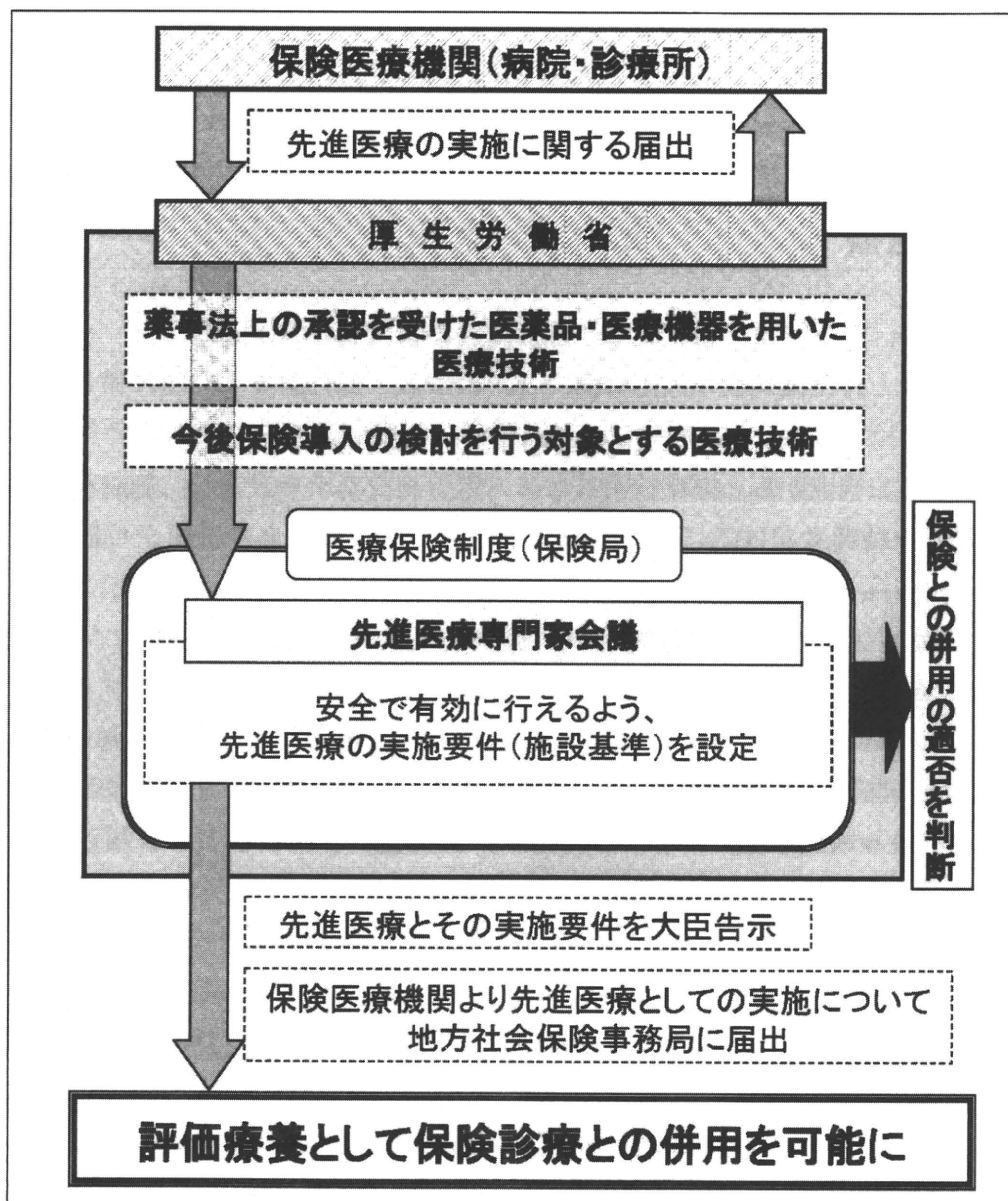 保険医療機関(病院・診療所)
先進医療の実施に関する届出
厚生労働省
薬事法上の承認を受けた医薬品・医療機器を用いた
医療技術
今後保険導入の検討を行う対象とする医療技術
医療保険制度(保険局)
先進医療専門家会議
安全で有効に行えるよう、
先進医療の実施要件(施設基準)を設定
保険との併用の適否を判断
先進医療とその実施要件を大臣告示
保険医療機関より先進医療としての実施について
地方社会保険事務局に届出
評価療養として保険診療との併用を可能に